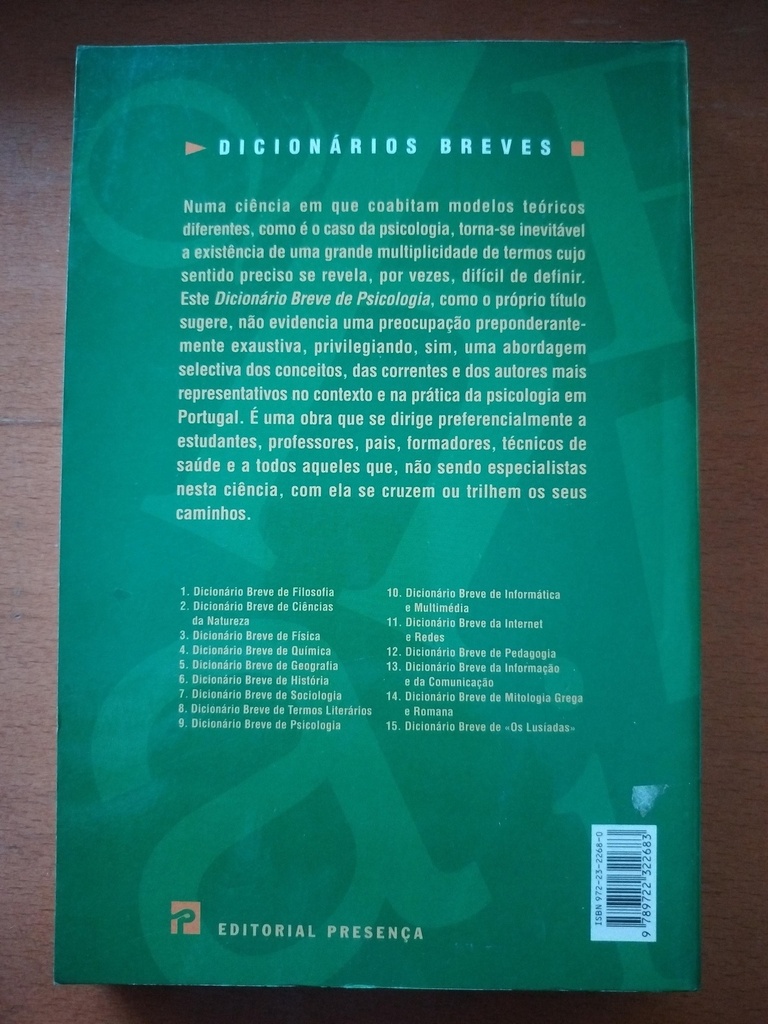 DICIONÁRIOS BREVES
Numa ciência em que coabitam modelos teóricos
diferentes, como é o caso da psicologia, torna-se inevitável
a existência de uma grande multiplicidade de termos cujo
sentido preciso se revela, por vezes, difícil de definir.
Este Dicionário Breve de Psicologia, como o próprio título
sugere, não evidencia uma preocupação preponderante-
mente exaustiva, privilegiando, sim, uma abordagem
selectiva dos conceitos, das correntes e dos autores mais
representativos no contexto e na prática da psicologia em
Portugal. É uma obra que se dirige preferencialmente a
estudantes, professores, pais, formadores, técnicos de
saúde e a todos aqueles que, não sendo especialistas
nesta ciência, com ela se cruzem ou trilhem os seus
caminhos.
1. Dicionário Breve de Filosofia
2. Dicionário Breve de Ciências
da Natureza
3. Dicionário Breve de Física
4. Dicionário Breve de Química
5. Dicionário Breve de Geografia
6. Dicionário Breve de História
7. Dicionário Breve de Sociologia
8. Dicionário Breve de Termos Literários
9. Dicionário Breve de Psicologia
10. Dicionário Breve de Informática
e Multimédia
11. Dicionário Breve da Internet
e Redes
12. Dicionário Breve de Pedagogia
13. Dicionário Breve da Informação
e da Comunicação
14. Dicionário Breve de Mitologia Grega
e Romana
15. Dicionário Breve de «Os Lusíadas»
ISBN 972-23-2268-0
9 789722 322683
EDITORIAL PRESENÇA